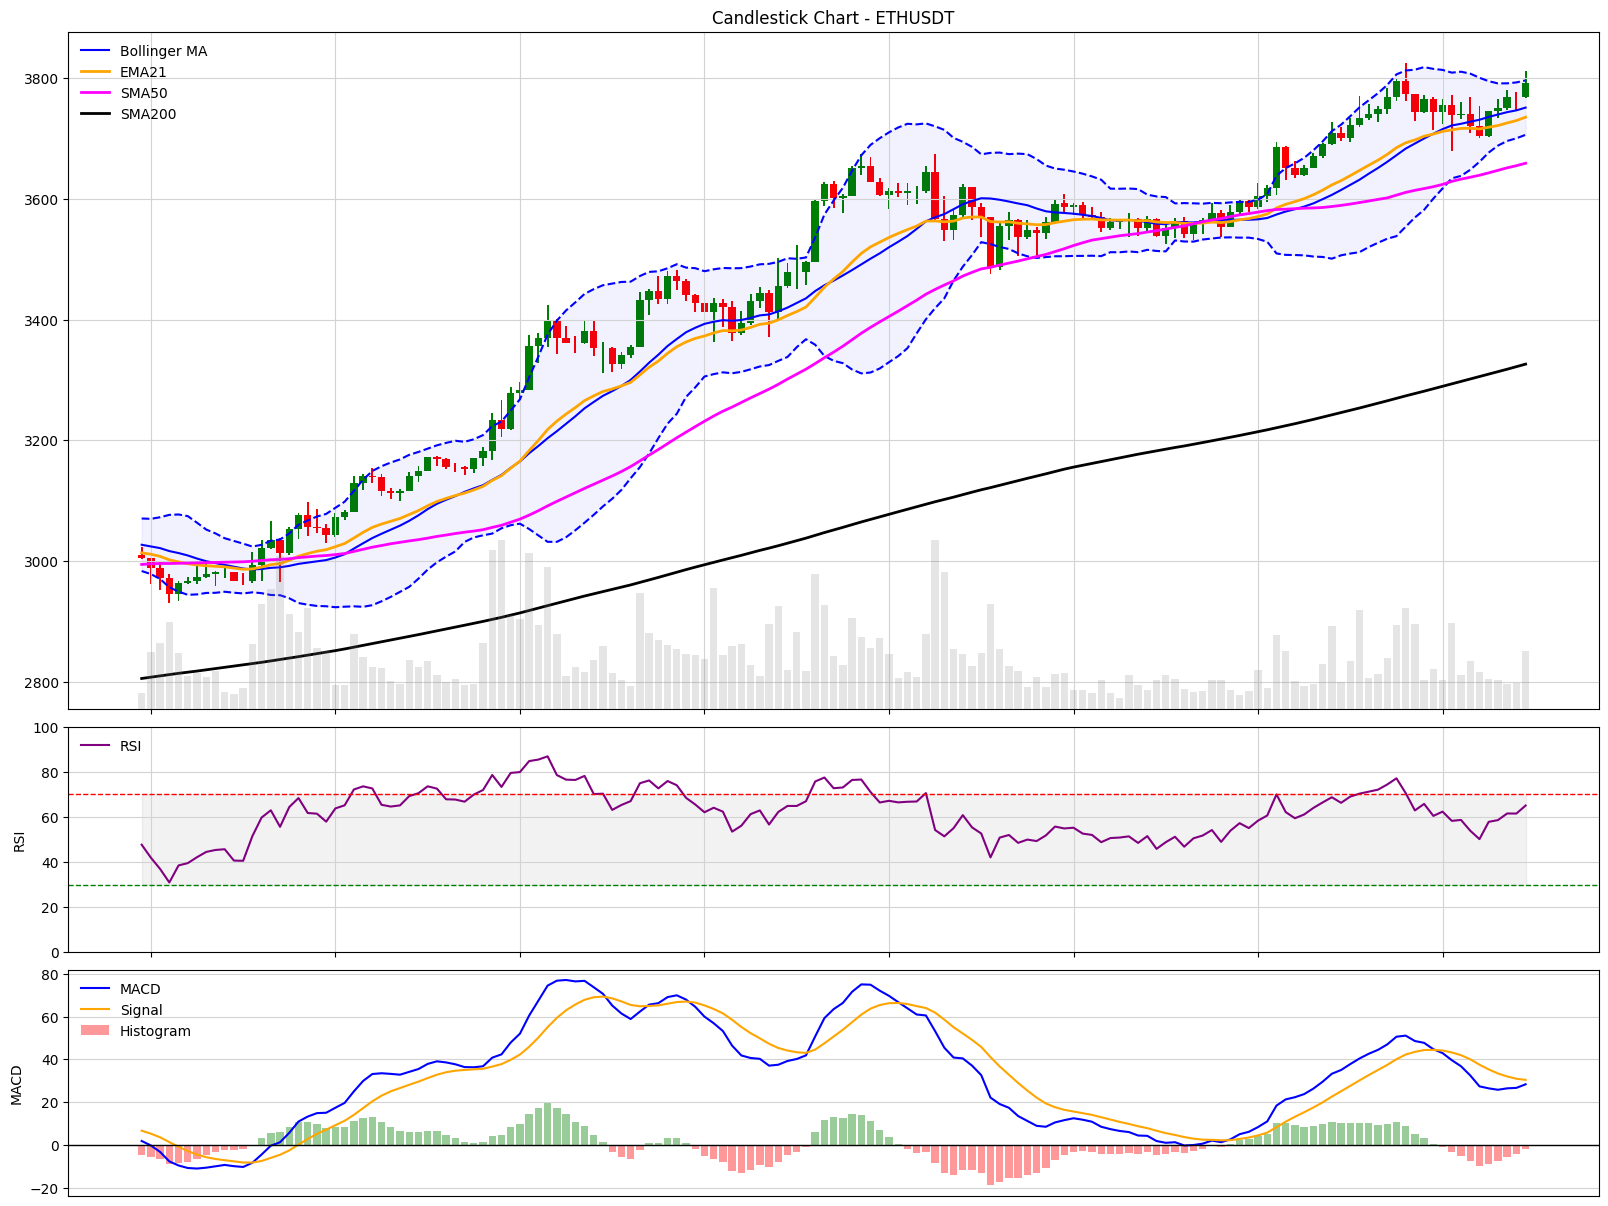 Candlestick Chart - ETHUSDT
Bollinger MA
EMA21
SMA50
SMA200
3800
3600
3400
3200
3000
2800
RSI
100
80
60
40
20
0
RSI
MACD
Signal
Histogram
80
60
40
20
0
−20
MACD